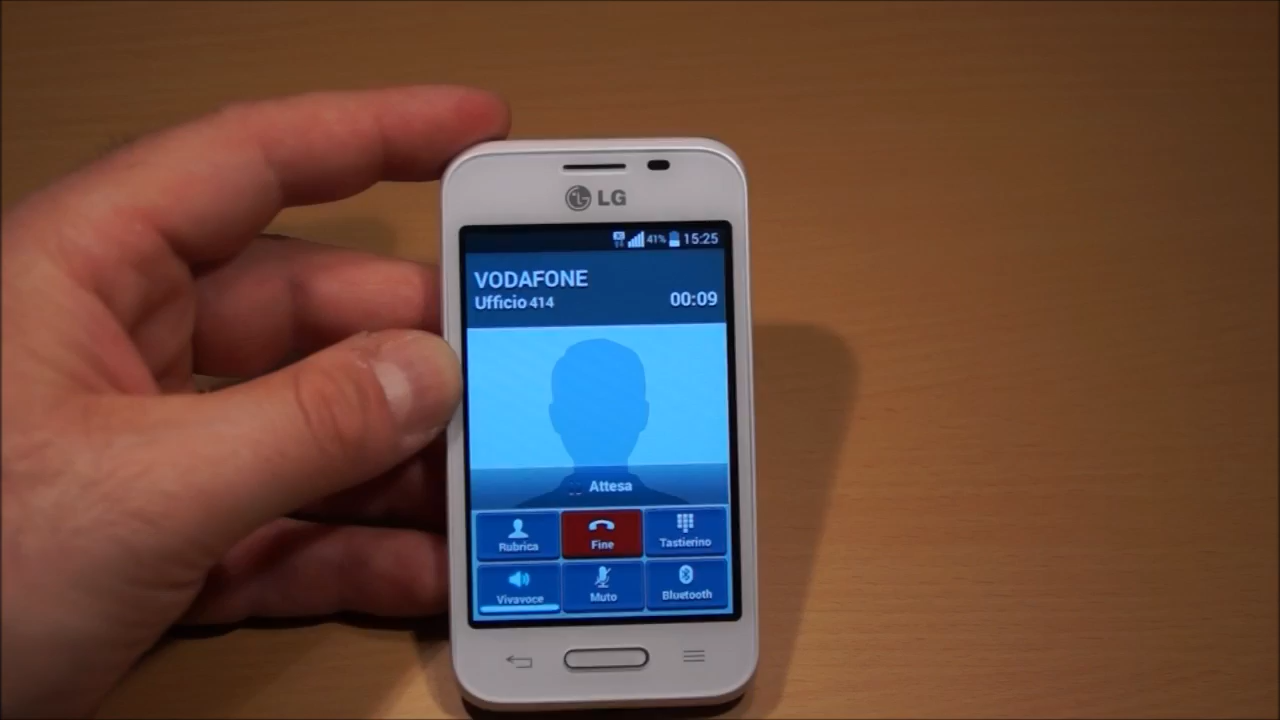 LG
41% 15:25
VODAFONE
Ufficio 414 00:09
Attesa
Rubrica Fine Tastierino
Vivavoce Muto Bluetooth